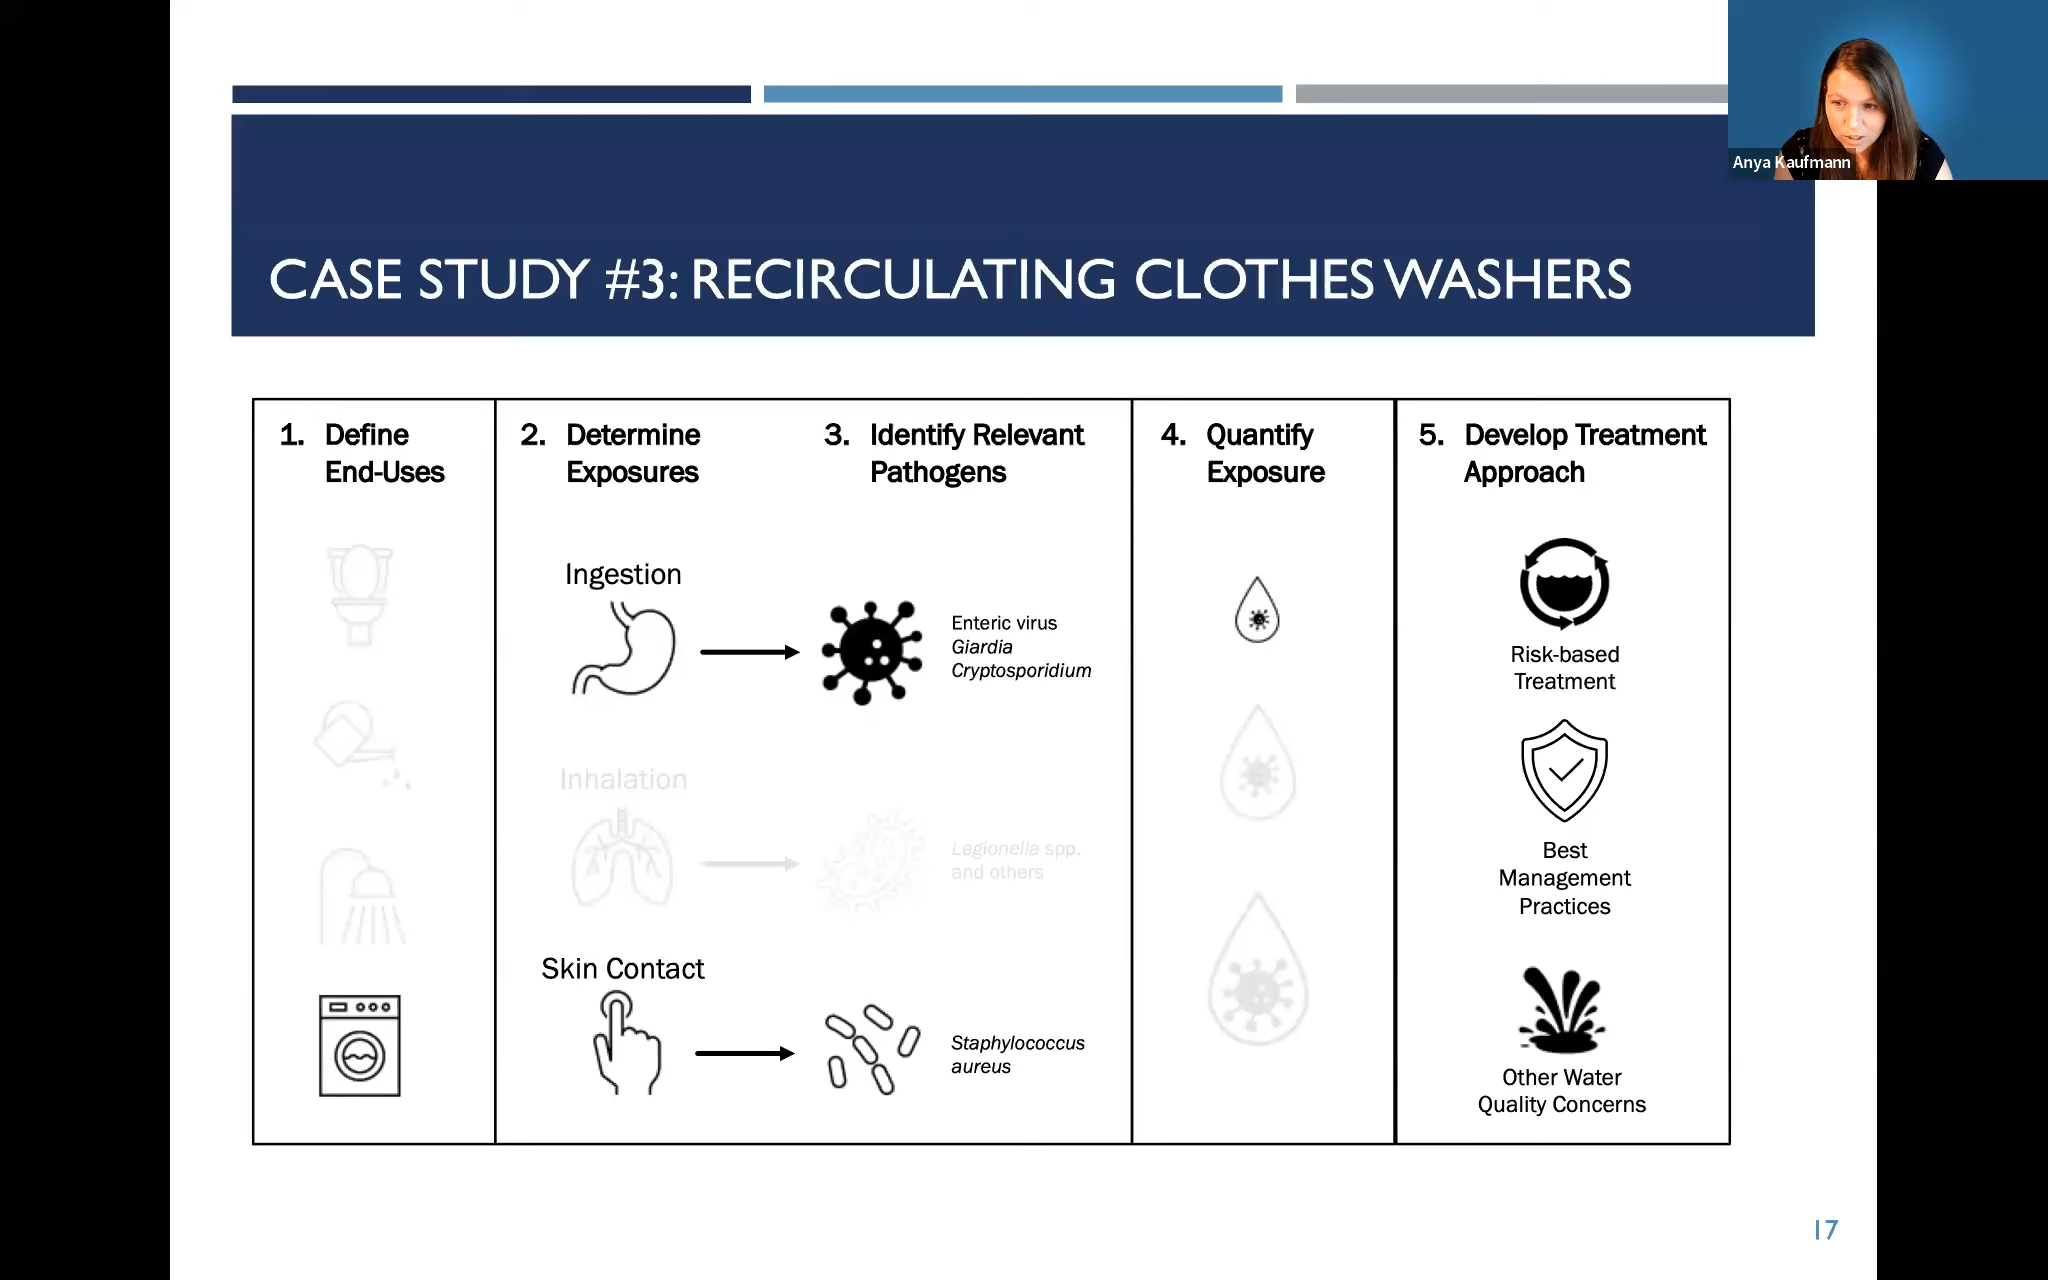 Anya Kaufmann
CASE STUDY #3: RECIRCULATING CLOTHES WASHERS
1. Define
End-Uses
2. Determine
Exposures
3. Identify Relevant
Pathogens
4. Quantify
Exposure
5. Develop Treatment
Approach
Ingestion
Enteric virus
Giardia
Cryptosporidium
Inhalation
Legionella spp.
and others
Skin Contact
Staphylococcus
aureus
Risk-based
Treatment
Best
Management
Practices
Other Water
Quality Concerns
17